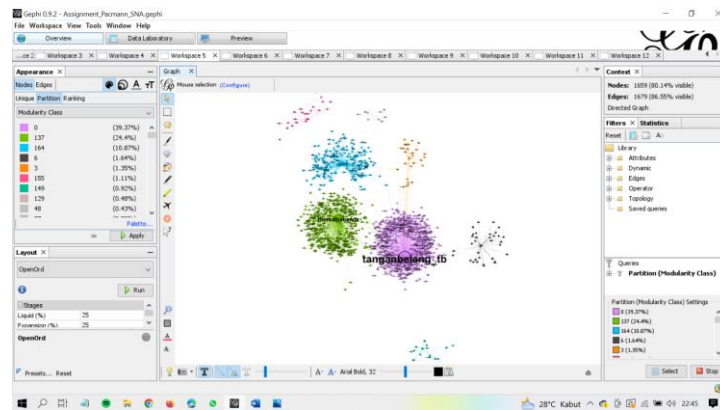 Gephi 0.9.2 - Assignment_Pacmann_SNA.gephi
File Workspace View Tools Window Help
Overview Data Laboratory Preview
...ce 2 Workspace 3 Workspace 4 Workspace 5 Workspace 6 Workspace 7 Workspace 8 Workspace 9 Workspace 10 Workspace 11 Workspace 12
Appearance
Nodes Edges
Unique Partition Ranking
Modularity Class
0 (39.37%)
137 (24.4%)
164 (10.87%)
6 (1.64%)
3 (1.35%)
155 (1.11%)
149 (0.92%)
129 (0.48%)
48 (0.43%)
Palette...
Apply
Layout
OpenOrd
Run
Stages
Liquid (%) 25
Expansion (%) 25
OpenOrd
Presets... Reset
Graph
Mouse selection (Configure)
tanganbelang_tb
Arial Bold, 32
Context
Nodes: 1659 (80.14% visible)
Edges: 1679 (86.55% visible)
Directed Graph
Filters Statistics
Reset
Library
Attributes
Dynamic
Edges
Operator
Topology
Saved queries
Queries
Partition (Modularity Class)
Partition (Modularity Class) Settings
0 (39.37%)
137 (24.4%)
164 (10.87%)
6 (1.64%)
3 (1.35%)
Select Stop
28°C Kabut 22:45